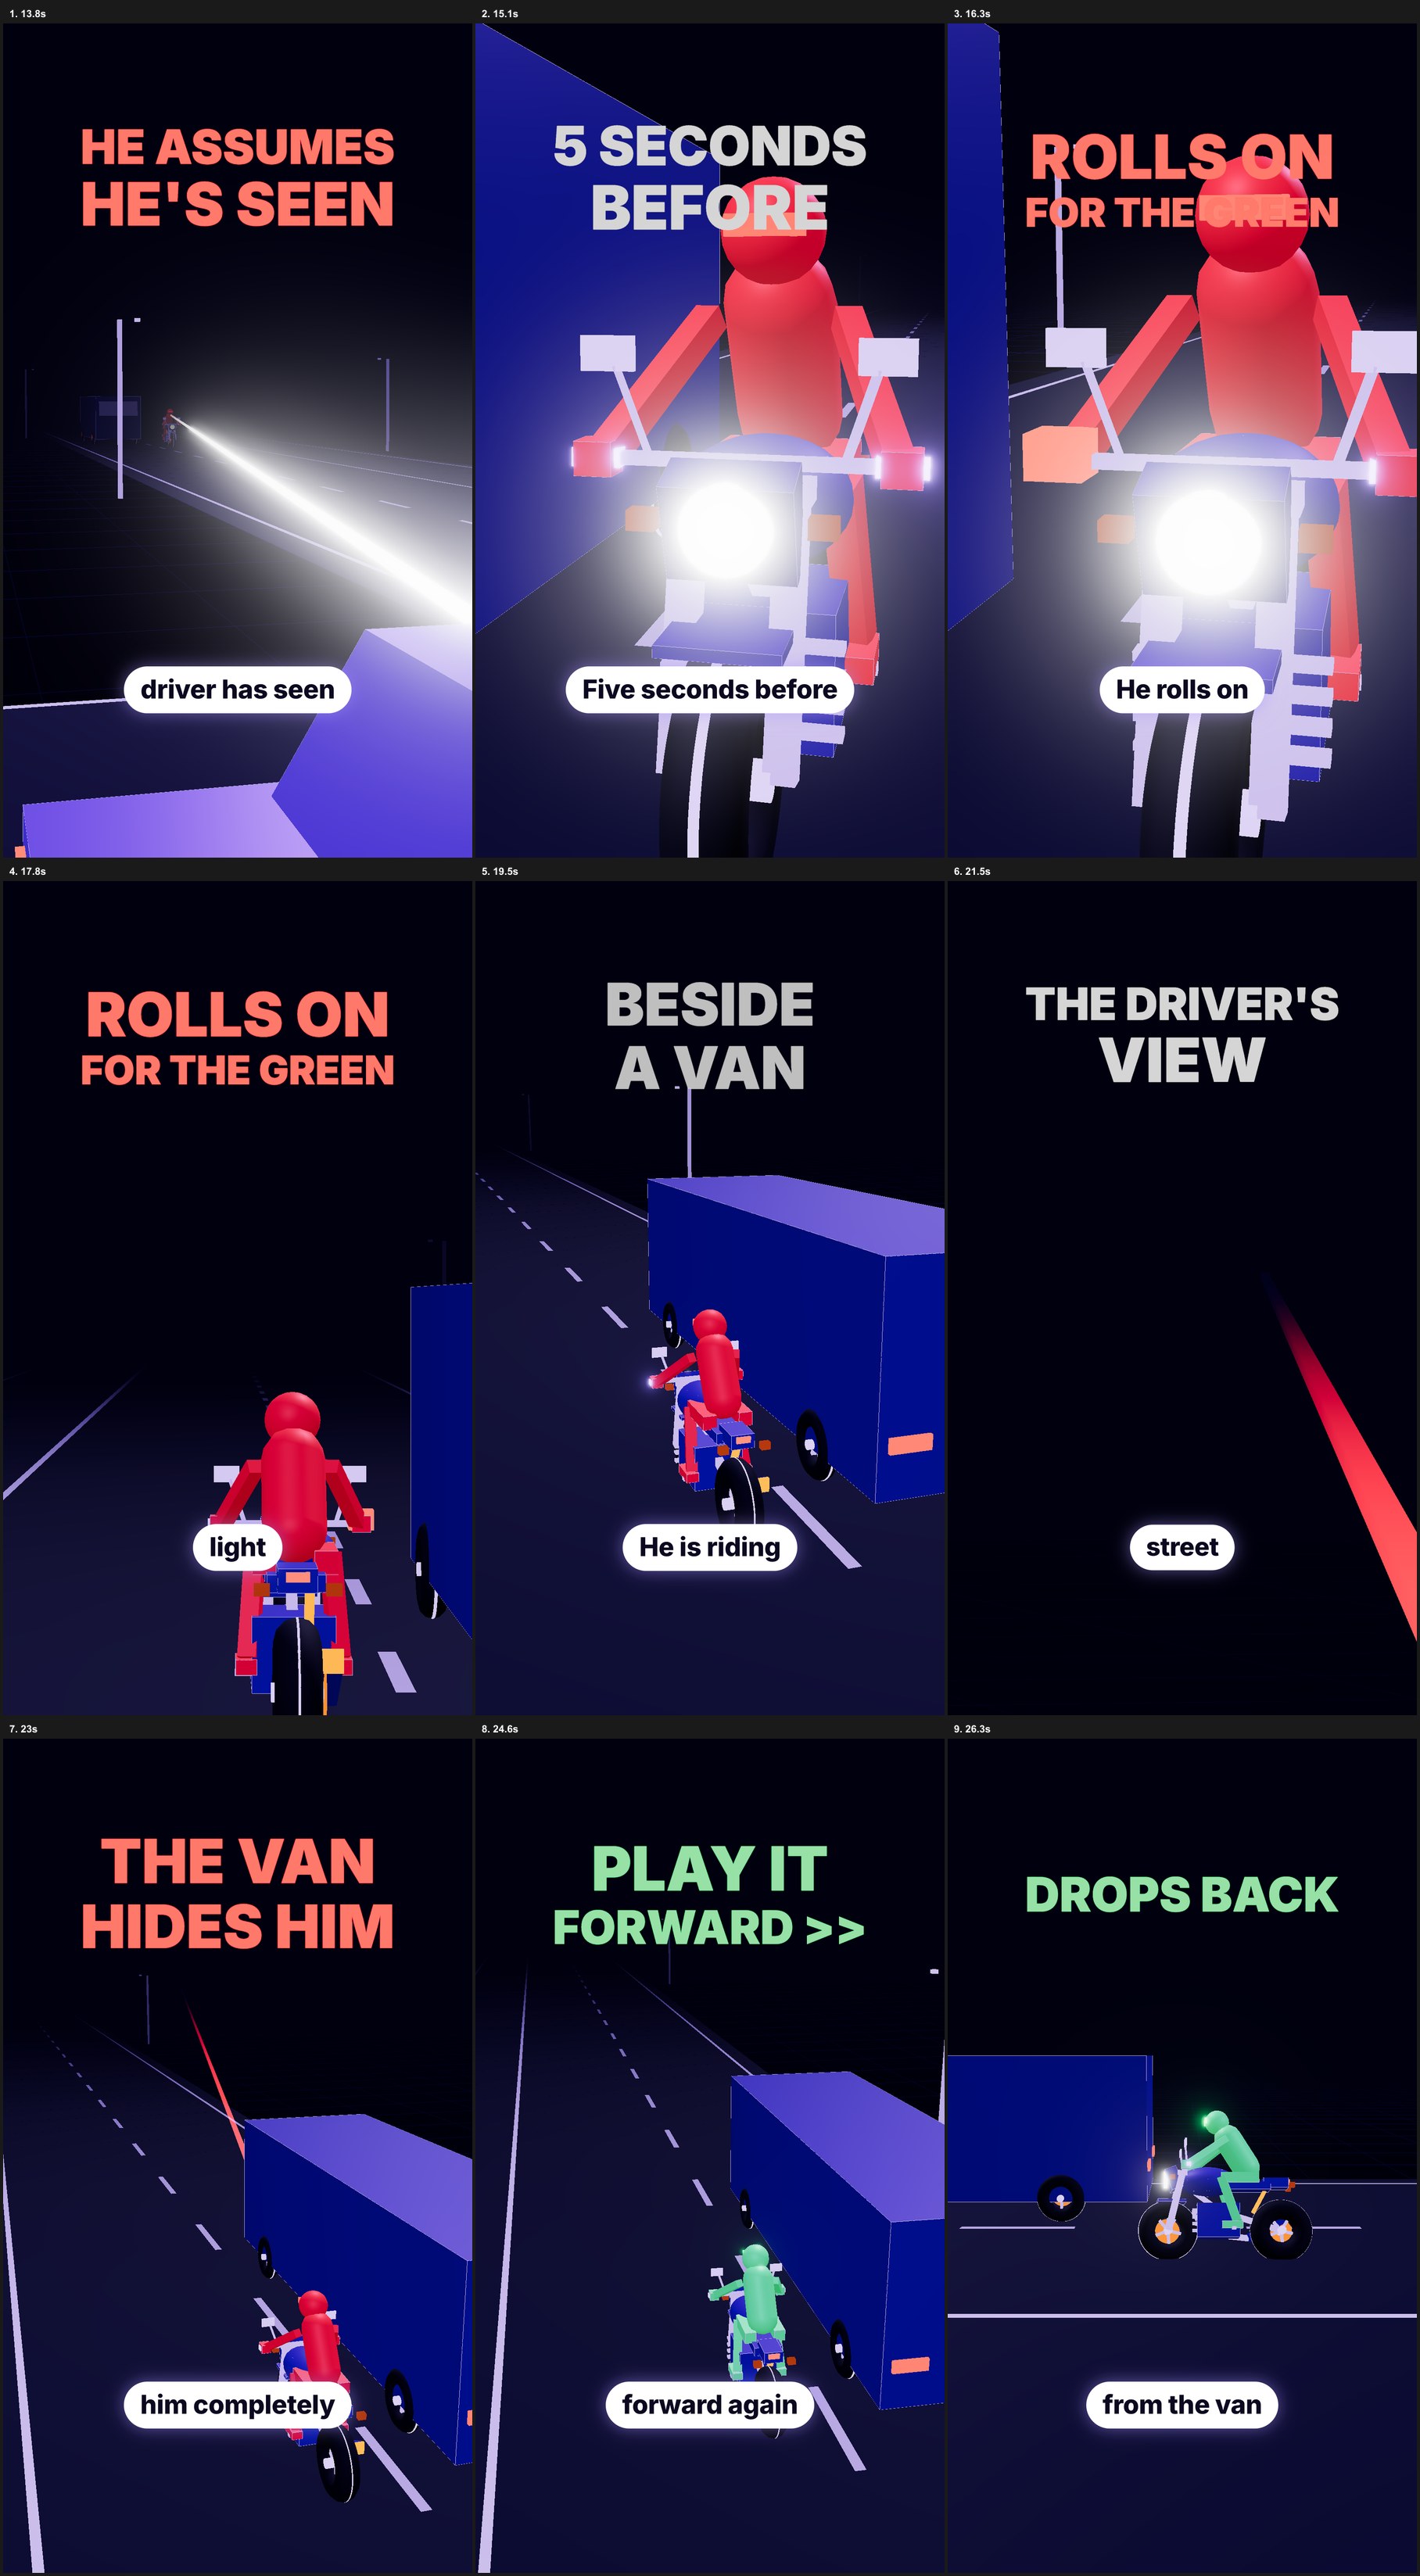 1. 13.8s
HE ASSUMES
HE'S SEEN
driver has seen
2. 15.1s
5 SECONDS
BEFORE
Five seconds before
3. 16.3s
ROLLS ON
FOR THE GREEN
He rolls on
4. 17.8s
ROLLS ON
FOR THE GREEN
light
5. 19.5s
BESIDE
A VAN
He is riding
6. 21.5s
THE DRIVER'S
VIEW
street
7. 23s
THE VAN
HIDES HIM
him completely
8. 24.6s
PLAY IT
FORWARD >>
forward again
9. 26.3s
DROPS BACK
from the van